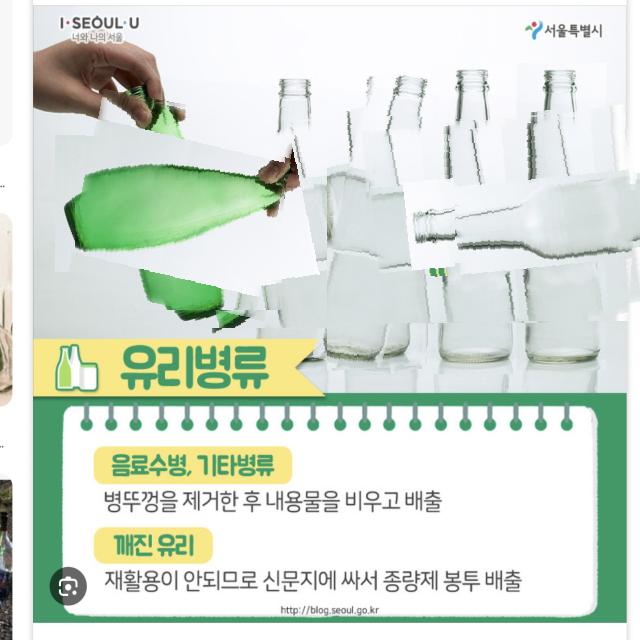 I·SEOUL·U
너와 나의 서울
서울특별시
유리병류
음료수병, 기타병류
병뚜껑을 제거한 후 내용물을 비우고 배출
깨진 유리
재활용이 안되므로 신문지에 싸서 종량제 봉투 배출
http://blog.seoul.go.kr